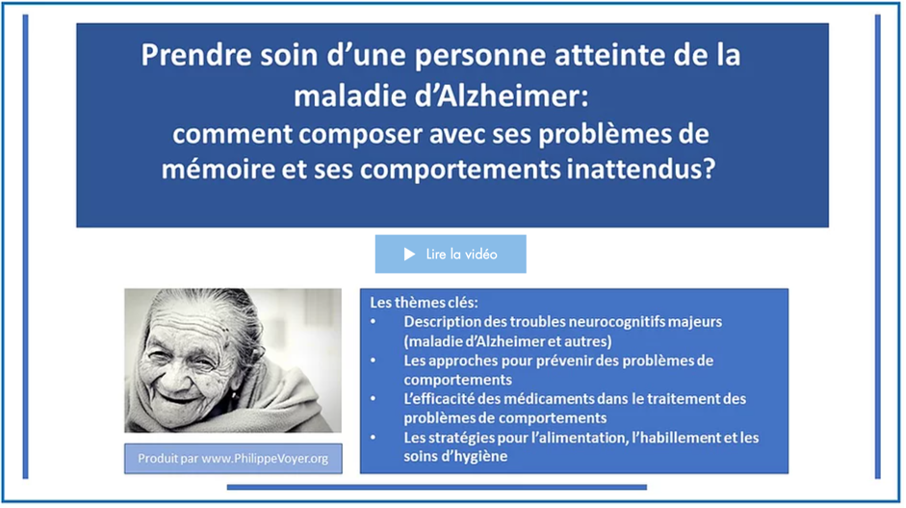 Prendre soin d'une personne atteinte de la
maladie d'Alzheimer:
comment composer avec ses problèmes de
mémoire et ses comportements inattendus?
Lire la vidéo
Les thèmes clés:
• Description des troubles neurocognitifs majeurs
(maladie d'Alzheimer et autres)
• Les approches pour prévenir des problèmes de
comportements
• L'efficacité des médicaments dans le traitement des
problèmes de comportements
• Les stratégies pour l'alimentation, l'habillement et les
soins d'hygiène
Produit par www.PhilippeVoyer.org